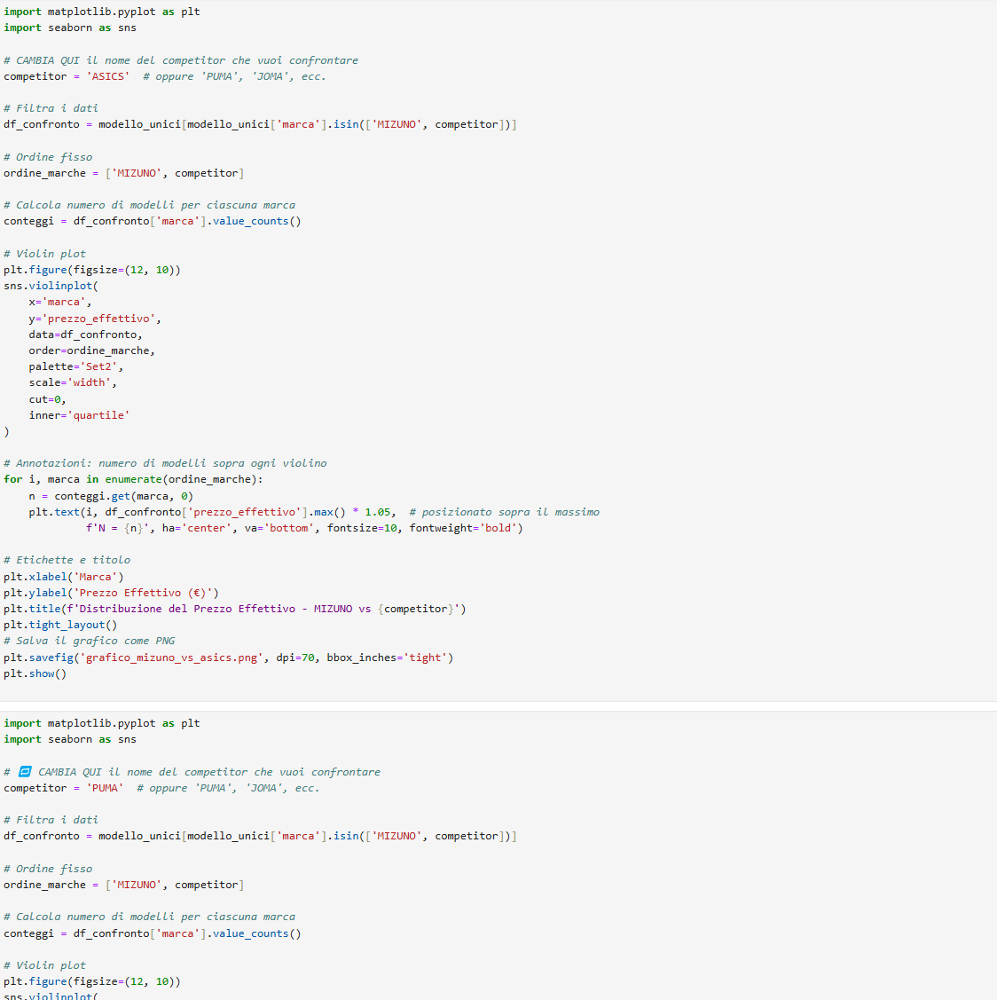 import matplotlib.pyplot as plt
import seaborn as sns
# CAMBIA QUI il nome del competitor che vuoi confrontare
competitor = 'ASICS'  # oppure 'PUMA', 'JOMA', ecc.
# Filtra i dati
df_confronto = modello_unici[modello_unici['marca'].isin(['MIZUNO', competitor])]
# Ordine fisso
ordine_marche = ['MIZUNO', competitor]
# Calcola numero di modelli per ciascuna marca
conteggi = df_confronto['marca'].value_counts()
# Violin plot
plt.figure(figsize=(12, 10))
sns.violinplot(
    x='marca',
    y='prezzo_effettivo',
    data=df_confronto,
    order=ordine_marche,
    palette='Set2',
    scale='width',
    cut=0,
    inner='quartile'
)
# Annotazioni: numero di modelli sopra ogni violino
for i, marca in enumerate(ordine_marche):
    n = conteggi.get(marca, 0)
    plt.text(i, df_confronto['prezzo_effettivo'].max() * 1.05,  # posizionato sopra il massimo
             f'N = {n}', ha='center', va='bottom', fontsize=10, fontweight='bold')
# Etichette e titolo
plt.xlabel('Marca')
plt.ylabel('Prezzo Effettivo (€)')
plt.title(f'Distribuzione del Prezzo Effettivo - MIZUNO vs {competitor}')
plt.tight_layout()
# Salva il grafico come PNG
plt.savefig('grafico_mizuno_vs_asics.png', dpi=70, bbox_inches='tight')
plt.show()
import matplotlib.pyplot as plt
import seaborn as sns
# 🔁 CAMBIA QUI il nome del competitor che vuoi confrontare
competitor = 'PUMA'  # oppure 'PUMA', 'JOMA', ecc.
# Filtra i dati
df_confronto = modello_unici[modello_unici['marca'].isin(['MIZUNO', competitor])]
# Ordine fisso
ordine_marche = ['MIZUNO', competitor]
# Calcola numero di modelli per ciascuna marca
conteggi = df_confronto['marca'].value_counts()
# Violin plot
plt.figure(figsize=(12, 10))
sns.violinplot(